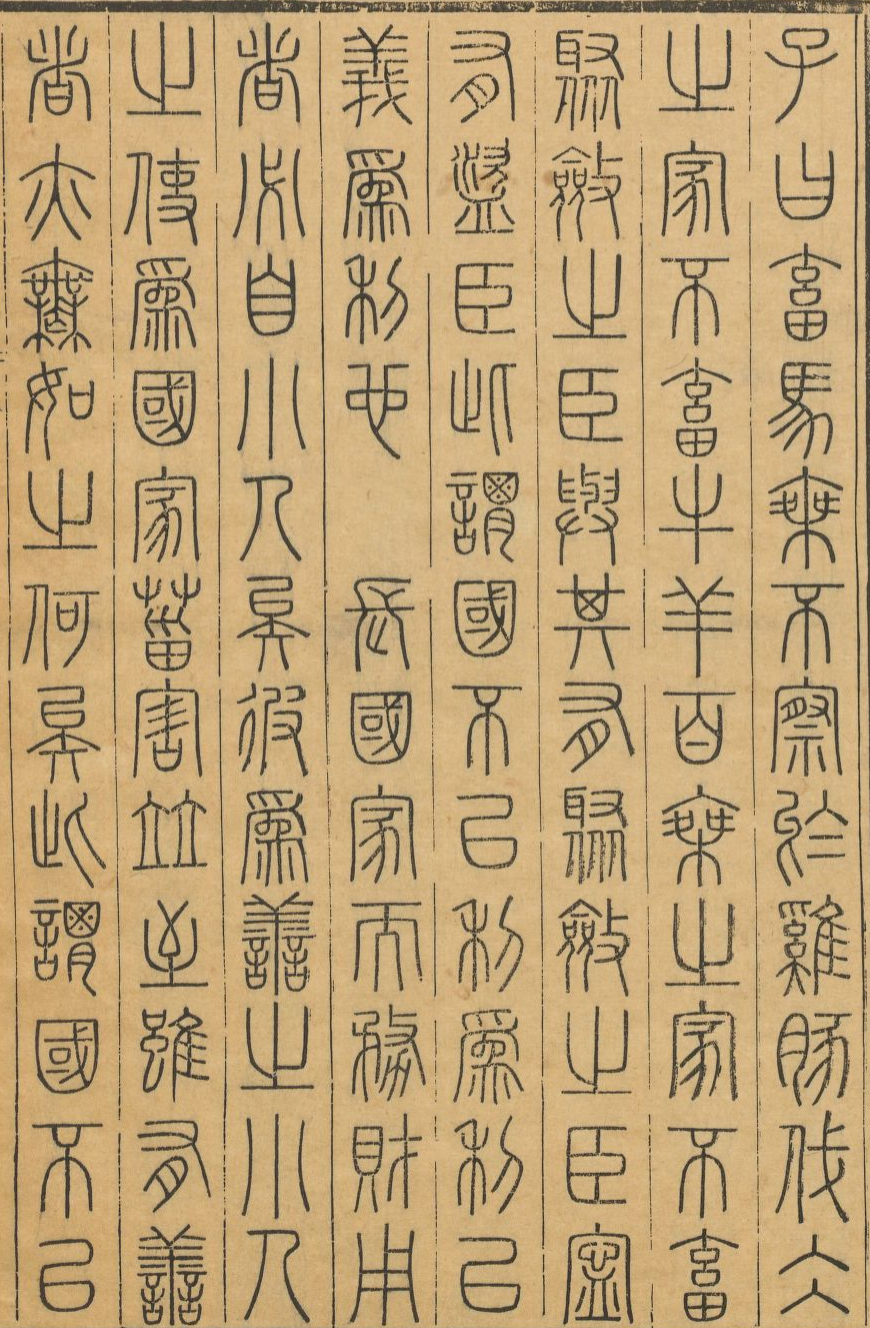 子曰畜馬乘不察於雞豚伐冰
之家不畜牛羊百乘之家不畜
聚斂之臣與其有聚斂之臣寧
有盜臣此謂國不以利爲利以
義爲利也　長國家而務財用
者必自小人矣彼爲善之小人
之使爲國家菑害竝至雖有善
者亦無如之何矣此謂國不以